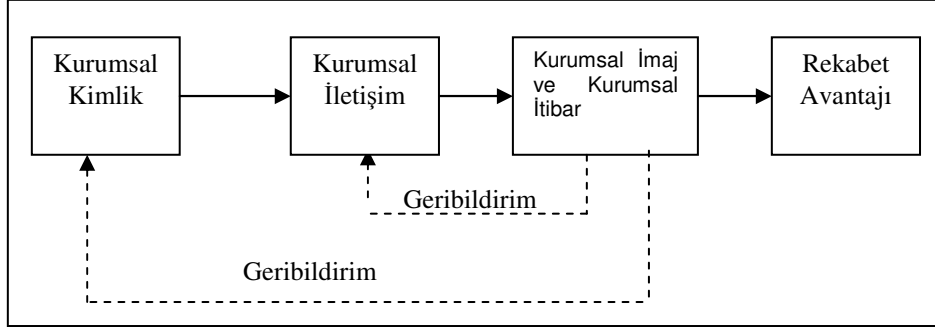 Kurumsal
Kimlik
Kurumsal
İletişim
Kurumsal İmaj
ve Kurumsal
İtibar
Rekabet
Avantajı
Geribildirim
Geribildirim